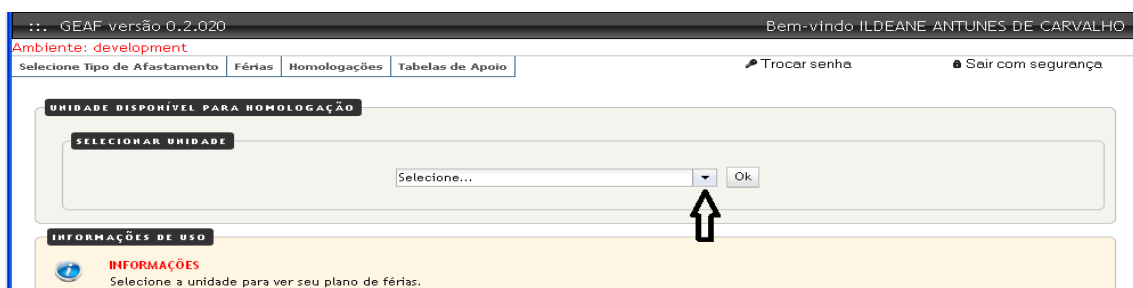 ::. GEAF versão 0.2.020 Bem-vindo ILDEANE ANTUNES DE CARVALHO
Ambiente: development
Selecione Tipo de Afastamento Férias Homologações Tabelas de Apoio Trocar senha Sair com segurança
UNIDADE DISPONÍVEL PARA HOMOLOGAÇÃO
SELECIONAR UNIDADE
Selecione... Ok
INFORMAÇÕES DE USO
INFORMAÇÕES
Selecione a unidade para ver seu plano de férias.